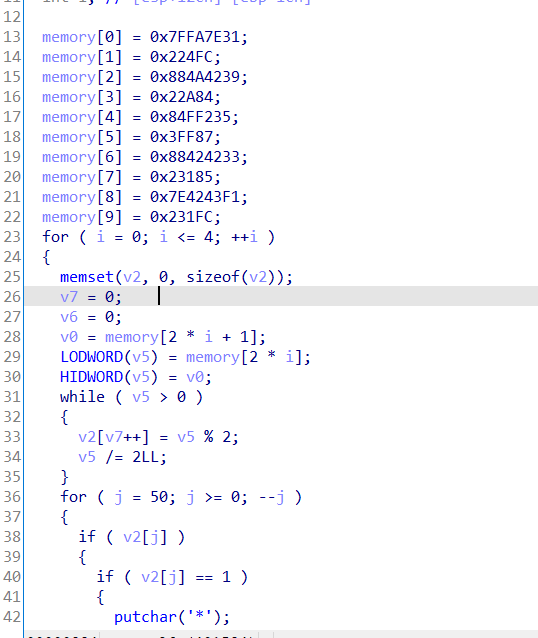 12
13 memory[0] = 0x7FFA7E31;
14 memory[1] = 0x224FC;
15 memory[2] = 0x884A4239;
16 memory[3] = 0x22A84;
17 memory[4] = 0x84FF235;
18 memory[5] = 0x3FF87;
19 memory[6] = 0x88424233;
20 memory[7] = 0x23185;
21 memory[8] = 0x7E4243F1;
22 memory[9] = 0x231FC;
23 for ( i = 0; i <= 4; ++i )
24 {
25 memset(v2, 0, sizeof(v2));
26 v7 = 0;
27 v6 = 0;
28 v0 = memory[2 * i + 1];
29 LODWORD(v5) = memory[2 * i];
30 HIDWORD(v5) = v0;
31 while ( v5 > 0 )
32 {
33 v2[v7++] = v5 % 2;
34 v5 /= 2LL;
35 }
36 for ( j = 50; j >= 0; --j )
37 {
38 if ( v2[j] )
39 {
40 if ( v2[j] == 1 )
41 {
42 putchar('*');